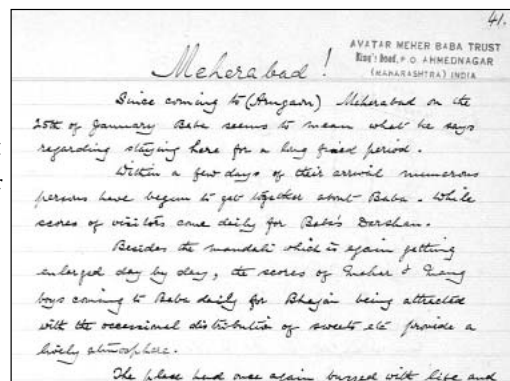 41.
AVATAR MEHER BABA TRUST
King's Road, P.O. AHMEDNAGAR
(MAHARASHTRA) INDIA
Meherabad!
Since coming to (Arngaon) Meherabad on the
25th of January Baba seems to mean what he says
regarding staying here for a long fixed period.
Within a few days of their arrival numerous
persons have begun to get together about Baba. While
scores of visitors come daily for Baba's Darshan.
Besides the mandali which is again getting
enlarged day by day, the scores of Mahar & Mang
boys coming to Baba daily for Bhajan being attracted
with the occasional distribution of sweets etc provide a
lively atmosphere.
The place had once again buzzed with life and